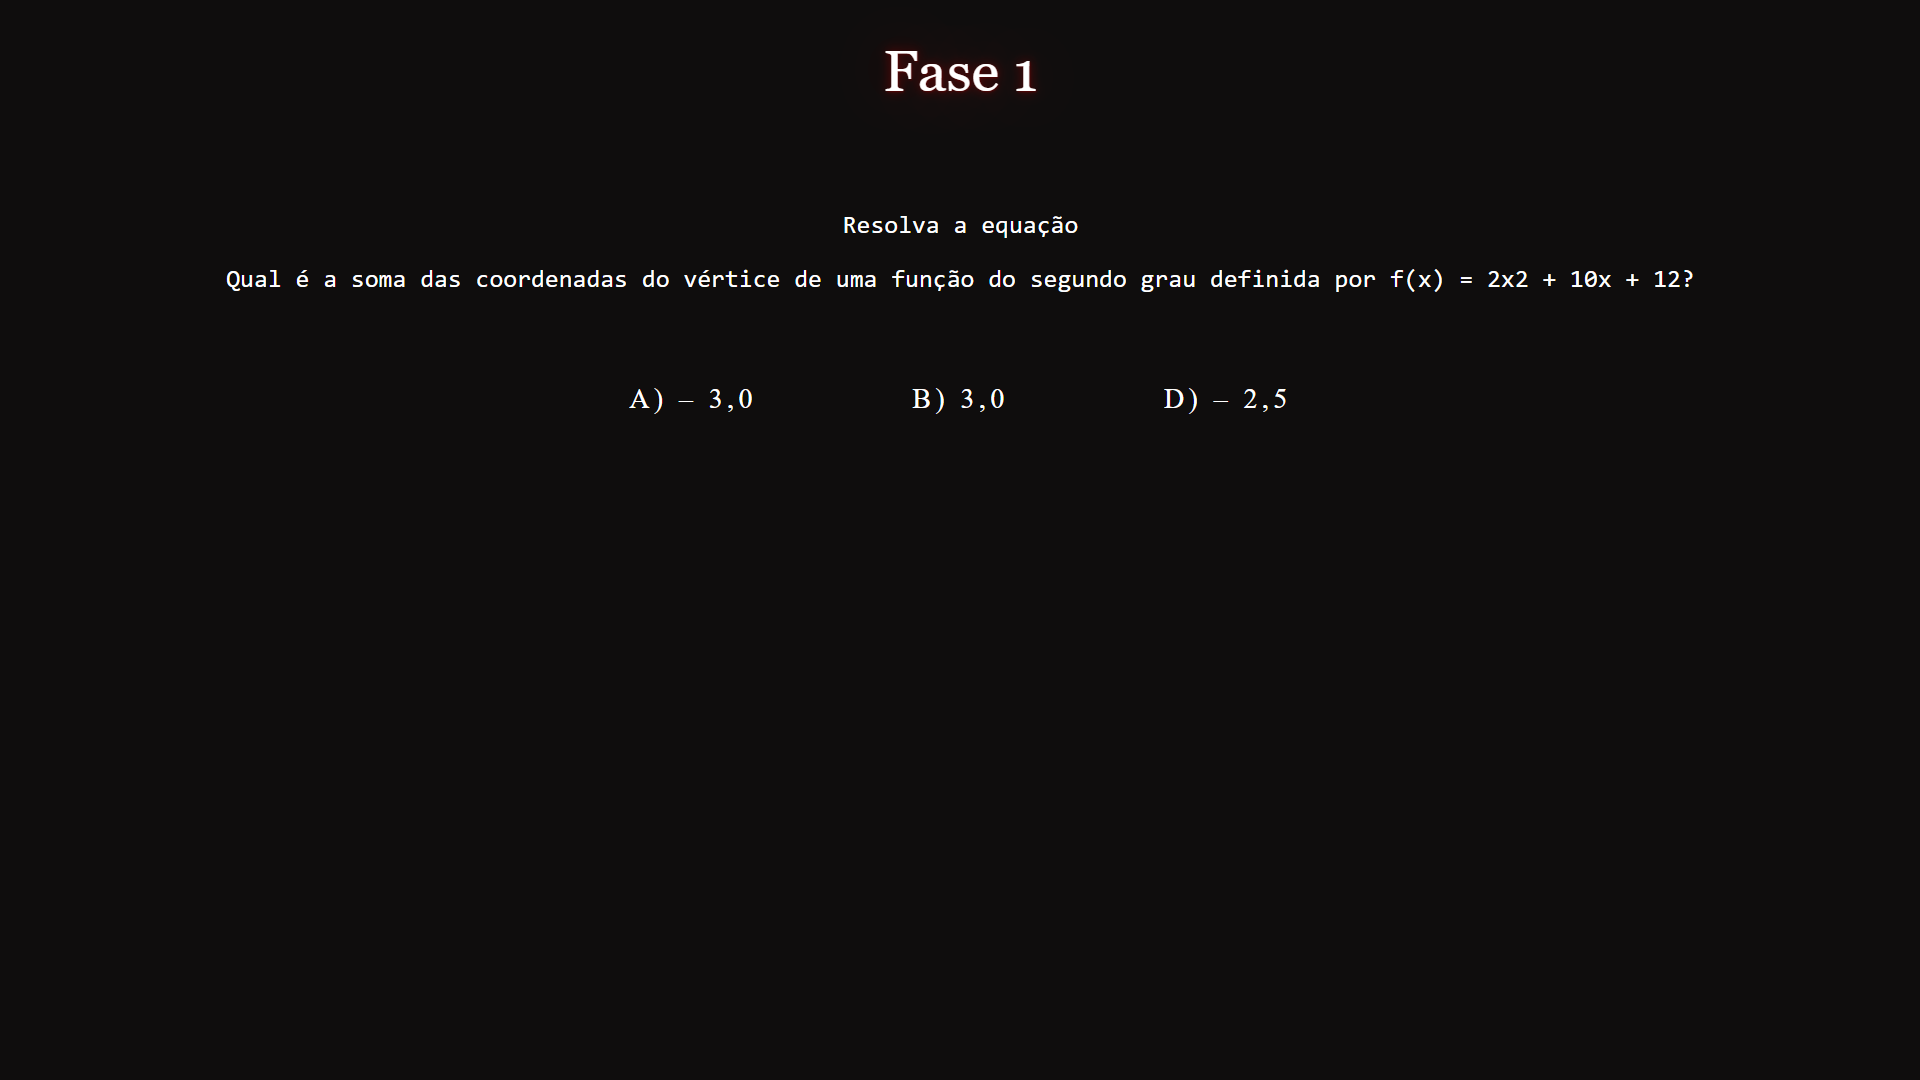 Fase 1
Resolva a equação
Qual é a soma das coordenadas do vértice de uma função do segundo grau definida por f(x) = 2x2 + 10x + 12?
A) – 3,0
B) 3,0
D) – 2,5